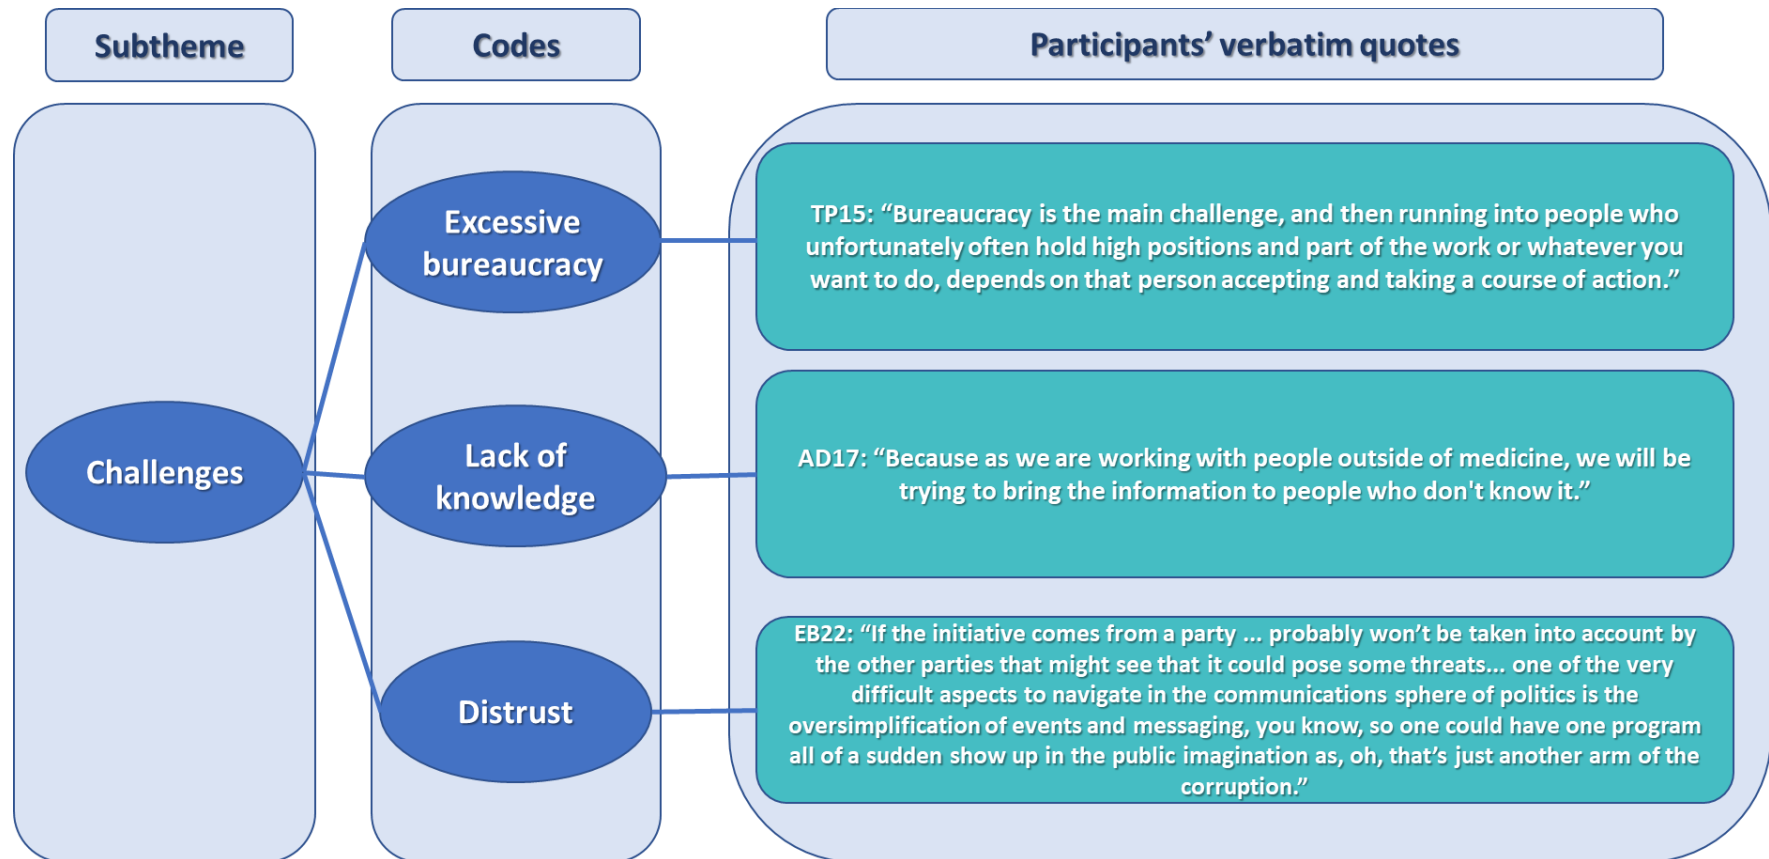 Subtheme
Codes
Participants’ verbatim quotes
Challenges
Excessive
bureaucracy
TP15: “Bureaucracy is the main challenge, and then running into people who
unfortunately often hold high positions and part of the work or whatever you
want to do, depends on that person accepting and taking a course of action.”
Lack of
knowledge
AD17: “Because as we are working with people outside of medicine, we will be
trying to bring the information to people who don't know it.”
Distrust
EB22: “If the initiative comes from a party ... probably won’t be taken into account by
the other parties that might see that it could pose some threats... one of the very
difficult aspects to navigate in the communications sphere of politics is the
oversimplification of events and messaging, you know, so one could have one program
all of a sudden show up in the public imagination as, oh, that’s just another arm of the
corruption.”